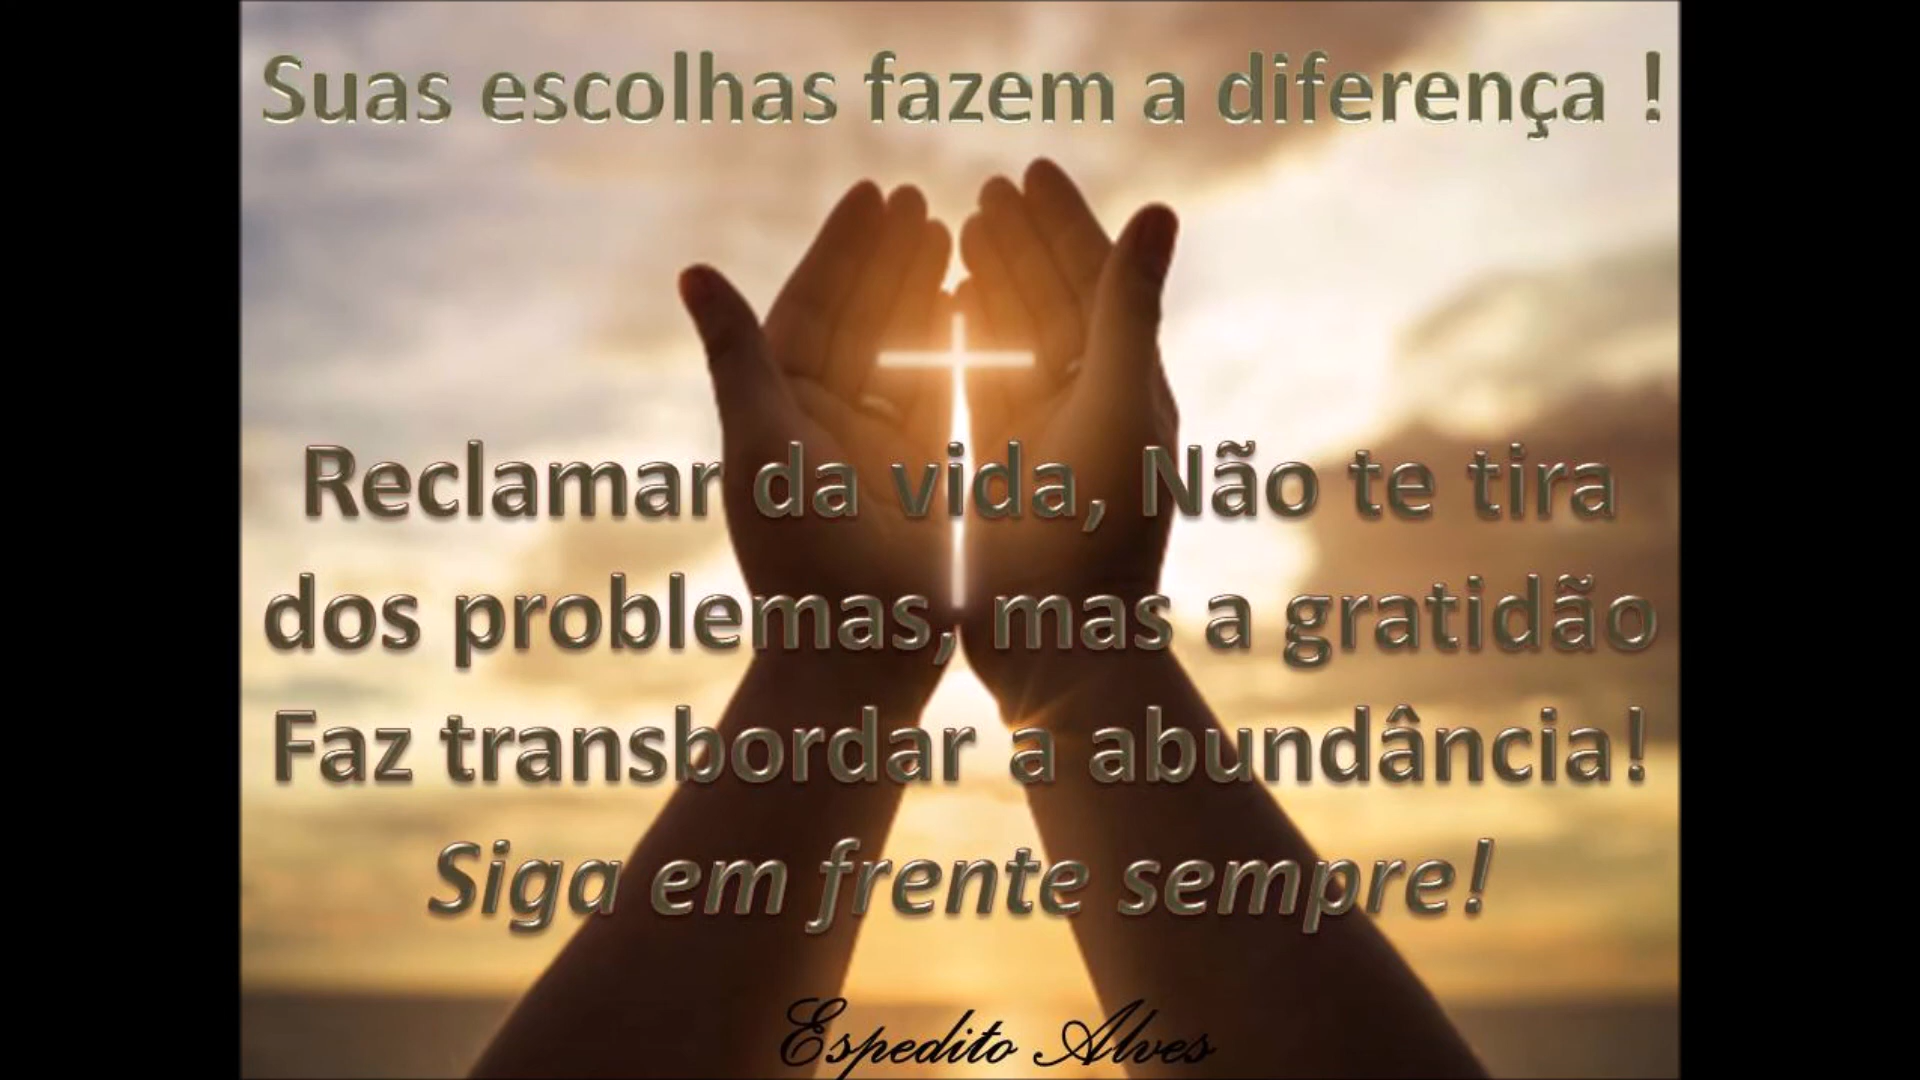 Suas escolhas fazem a diferença !
Reclamar da vida, Não te tira
dos problemas, mas a gratidão
Faz transbordar a abundância!
Siga em frente sempre!
Espedito Alves